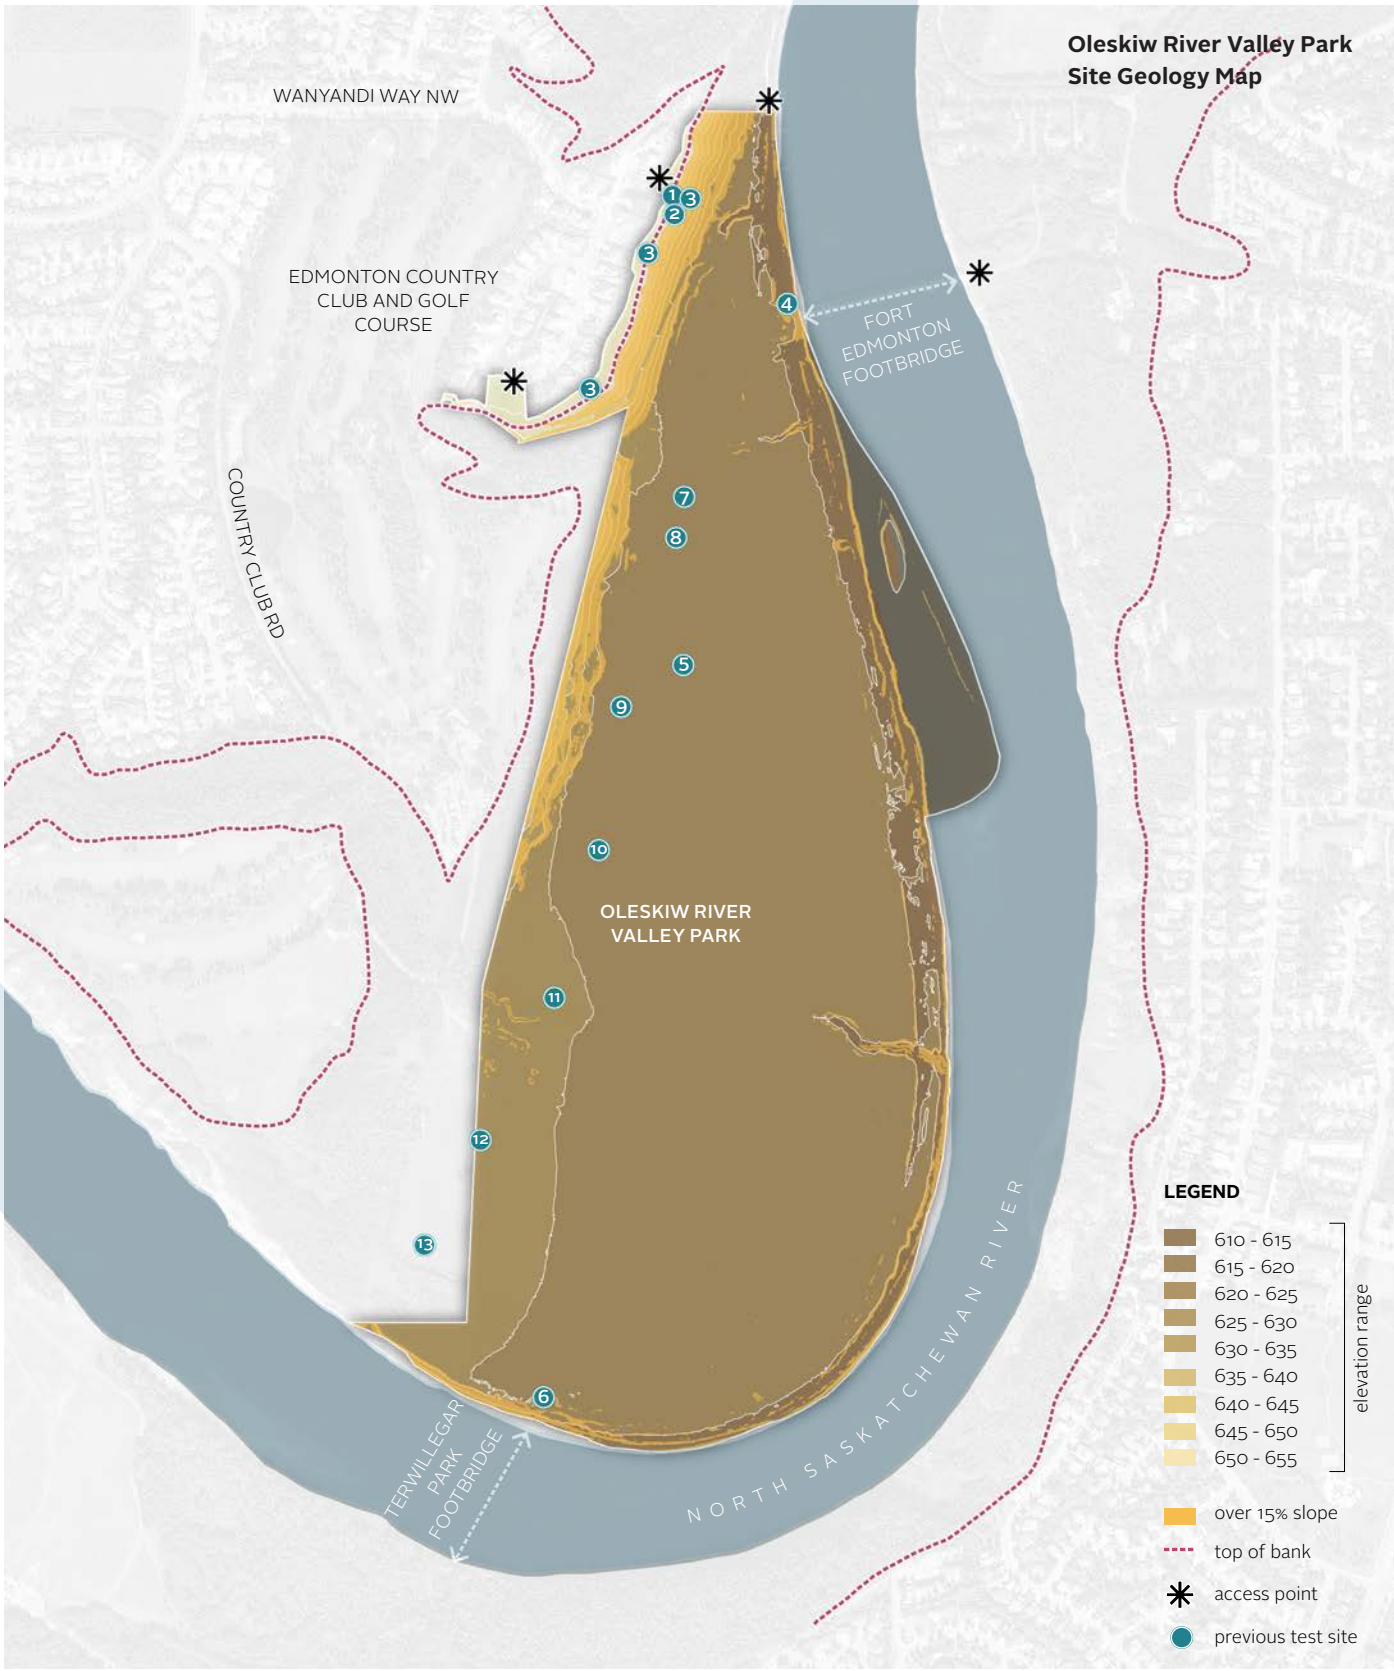 Oleskiw River Valley Park
Site Geology Map
WANYANDI WAY NW
1
3
2
3
EDMONTON COUNTRY
CLUB AND GOLF
COURSE
4
FORT
EDMONTON
FOOTBRIDGE
3
COUNTRY CLUB RD
7
8
5
9
10
OLESKIW RIVER
VALLEY PARK
11
12
13
6
TERWILLEGAR
PARK
FOOTBRIDGE
NORTH SASKATCHEWAN RIVER
LEGEND
610 - 615
615 - 620
620 - 625
625 - 630
630 - 635
635 - 640
640 - 645
645 - 650
650 - 655
elevation range
over 15% slope
top of bank
access point
previous test site